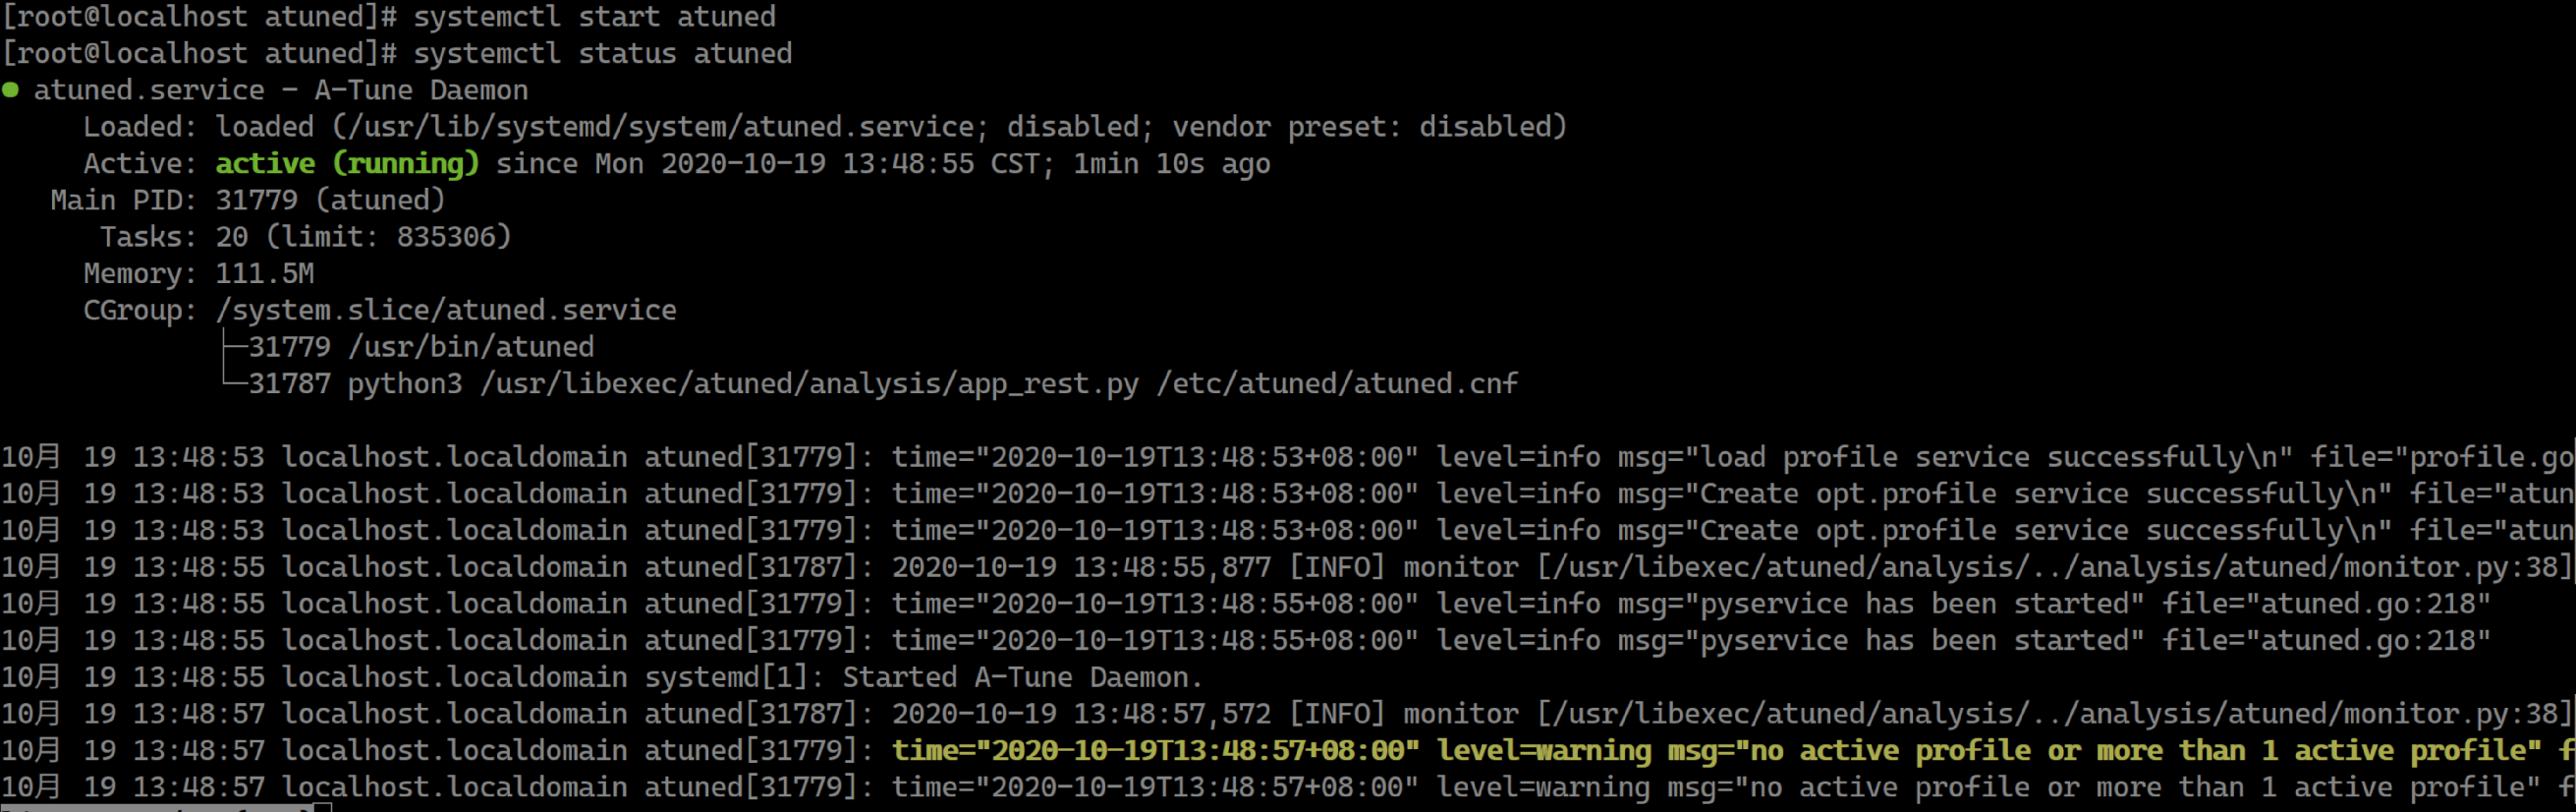 [root@localhost atuned]# systemctl start atuned
[root@localhost atuned]# systemctl status atuned
● atuned.service - A-Tune Daemon
Loaded: loaded (/usr/lib/systemd/system/atuned.service; disabled; vendor preset: disabled)
Active: active (running) since Mon 2020-10-19 13:48:55 CST; 1min 10s ago
Main PID: 31779 (atuned)
Tasks: 20 (limit: 835306)
Memory: 111.5M
CGroup: /system.slice/atuned.service
├─31779 /usr/bin/atuned
└─31787 python3 /usr/libexec/atuned/analysis/app_rest.py /etc/atuned/atuned.cnf
10月 19 13:48:53 localhost.localdomain atuned[31779]: time="2020-10-19T13:48:53+08:00" level=info msg="load profile service successfully\n" file="profile.go
10月 19 13:48:53 localhost.localdomain atuned[31779]: time="2020-10-19T13:48:53+08:00" level=info msg="Create opt.profile service successfully\n" file="atun
10月 19 13:48:53 localhost.localdomain atuned[31779]: time="2020-10-19T13:48:53+08:00" level=info msg="Create opt.profile service successfully\n" file="atun
10月 19 13:48:55 localhost.localdomain atuned[31787]: 2020-10-19 13:48:55,877 [INFO] monitor [/usr/libexec/atuned/analysis/../analysis/atuned/monitor.py:38]
10月 19 13:48:55 localhost.localdomain atuned[31779]: time="2020-10-19T13:48:55+08:00" level=info msg="pyservice has been started" file="atuned.go:218"
10月 19 13:48:55 localhost.localdomain atuned[31779]: time="2020-10-19T13:48:55+08:00" level=info msg="pyservice has been started" file="atuned.go:218"
10月 19 13:48:55 localhost.localdomain systemd[1]: Started A-Tune Daemon.
10月 19 13:48:57 localhost.localdomain atuned[31787]: 2020-10-19 13:48:57,572 [INFO] monitor [/usr/libexec/atuned/analysis/../analysis/atuned/monitor.py:38]
10月 19 13:48:57 localhost.localdomain atuned[31779]: time="2020-10-19T13:48:57+08:00" level=warning msg="no active profile or more than 1 active profile" f
10月 19 13:48:57 localhost.localdomain atuned[31779]: time="2020-10-19T13:48:57+08:00" level=warning msg="no active profile or more than 1 active profile" f